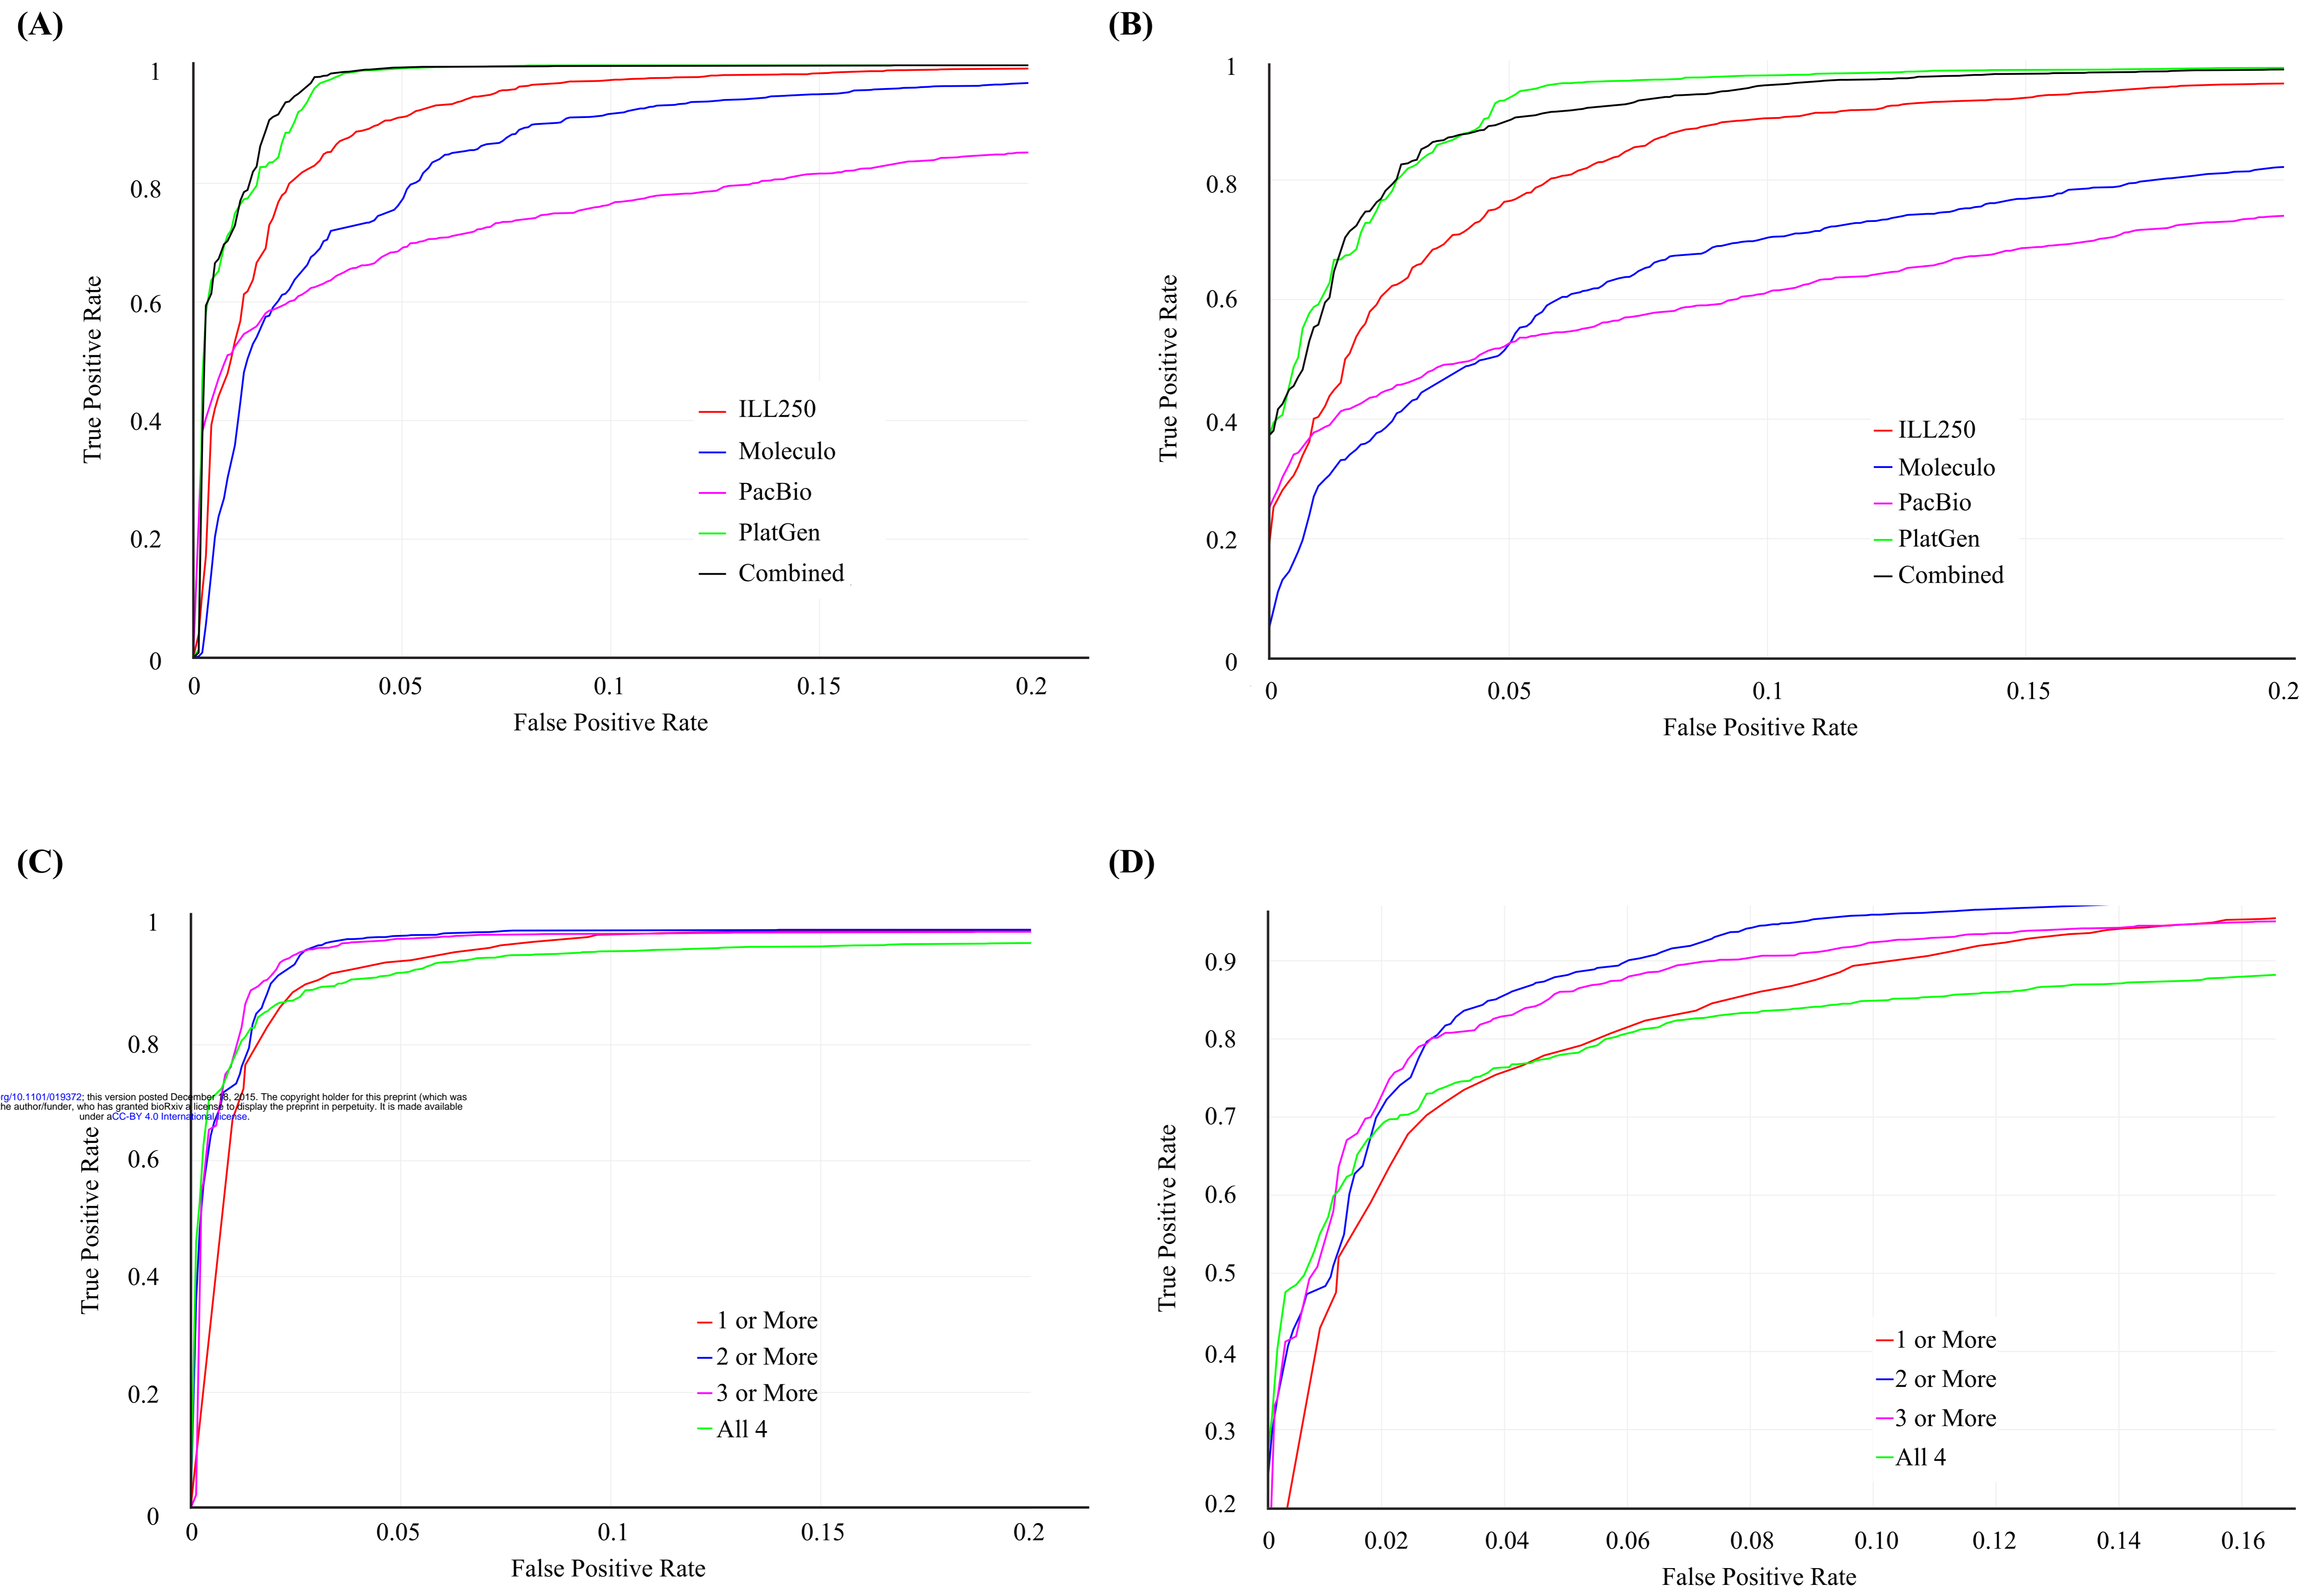 (A)
1
0.8
0.6
0.4
0.2
0
True Positive Rate
0 0.05 0.1 0.15 0.2
False Positive Rate
ILL250
Moleculo
PacBio
PlatGen
Combined
(B)
1
0.8
0.6
0.4
0.2
0
True Positive Rate
0 0.05 0.1 0.15 0.2
False Positive Rate
ILL250
Moleculo
PacBio
PlatGen
Combined
(C)
1
0.8
0.6
0.4
0.2
0
True Positive Rate
rg/10.1101/019372; this version posted December 18, 2015. The copyright holder for this preprint (which was
he author/funder, who has granted bioRxiv a license to display the preprint in perpetuity. It is made available
under aCC-BY 4.0 International license.
0 0.05 0.1 0.15 0.2
False Positive Rate
1 or More
2 or More
3 or More
All 4
(D)
0.9
0.8
0.7
0.6
0.5
0.4
0.3
0.2
True Positive Rate
0 0.02 0.04 0.06 0.08 0.10 0.12 0.14 0.16
False Positive Rate
1 or More
2 or More
3 or More
All 4